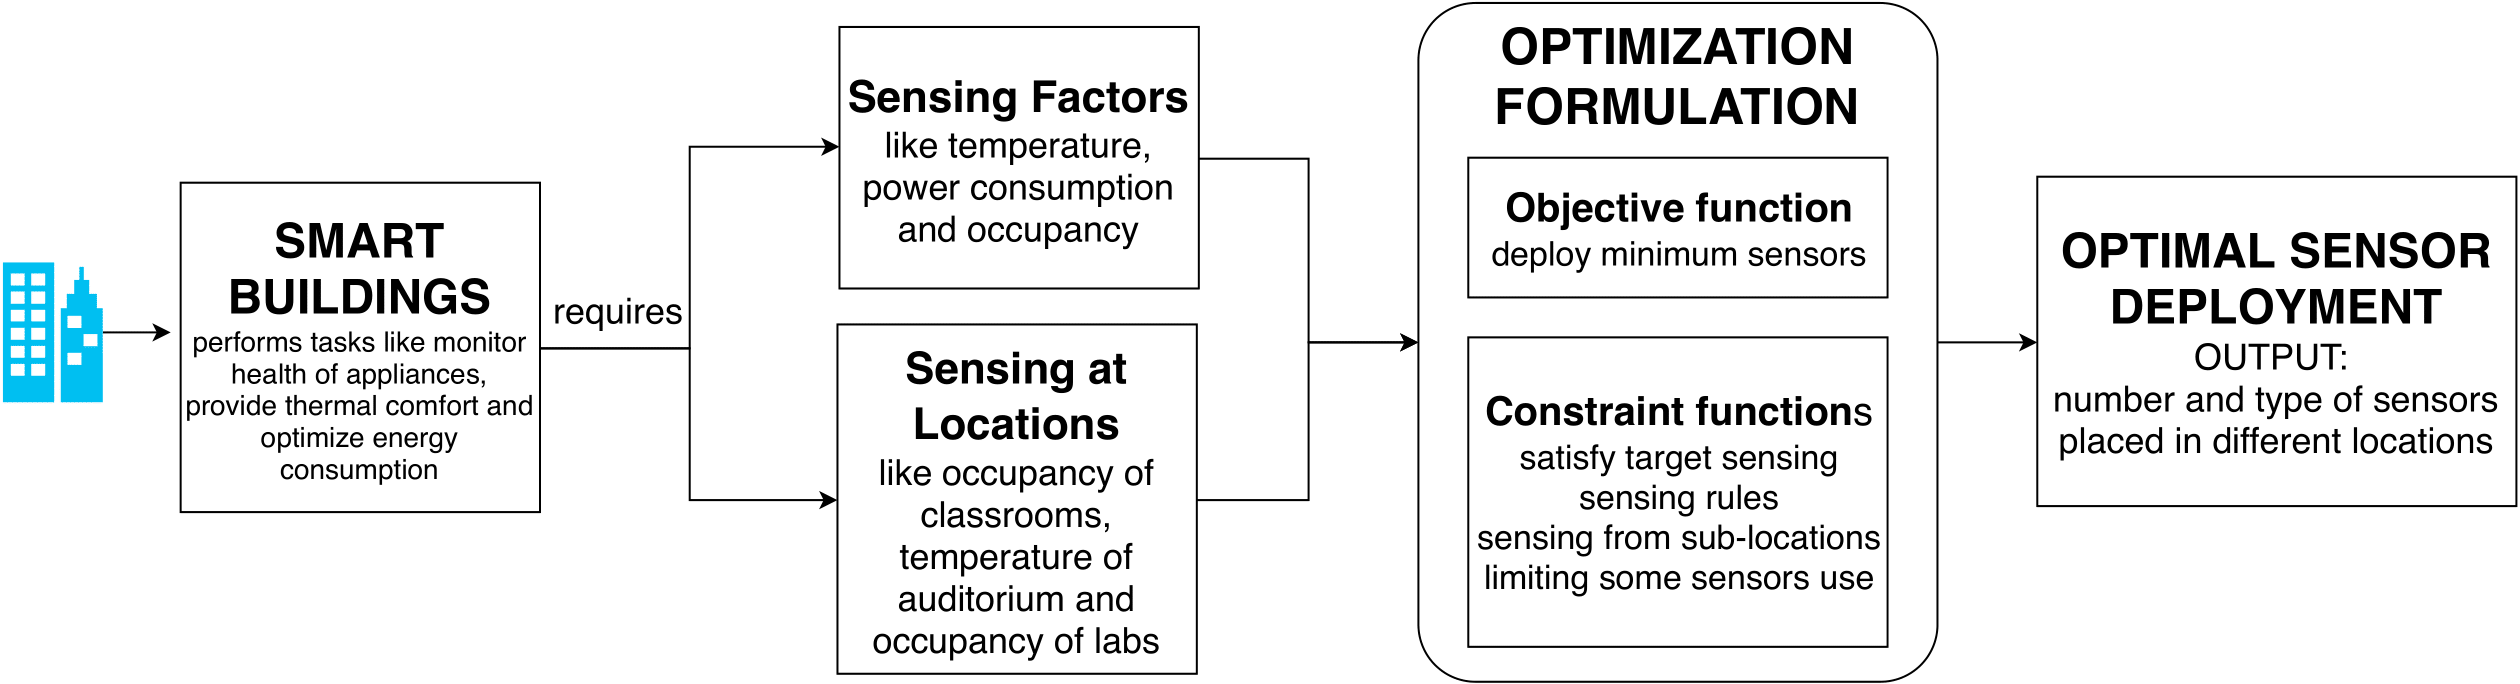 SMART
BUILDINGS
performs tasks like monitor
health of appliances,
provide thermal comfort and
optimize energy
consumption
requires
Sensing Factors
like temperature,
power consumption
and occupancy
Sensing at
Locations
like occupancy of
classrooms,
temperature of
auditorium and
occupancy of labs
OPTIMIZATION
FORMULATION
Objective function
deploy minimum sensors
Constraint functions
satisfy target sensing
sensing rules
sensing from sub-locations
limiting some sensors use
OPTIMAL SENSOR
DEPLOYMENT
OUTPUT:
number and type of sensors
placed in different locations